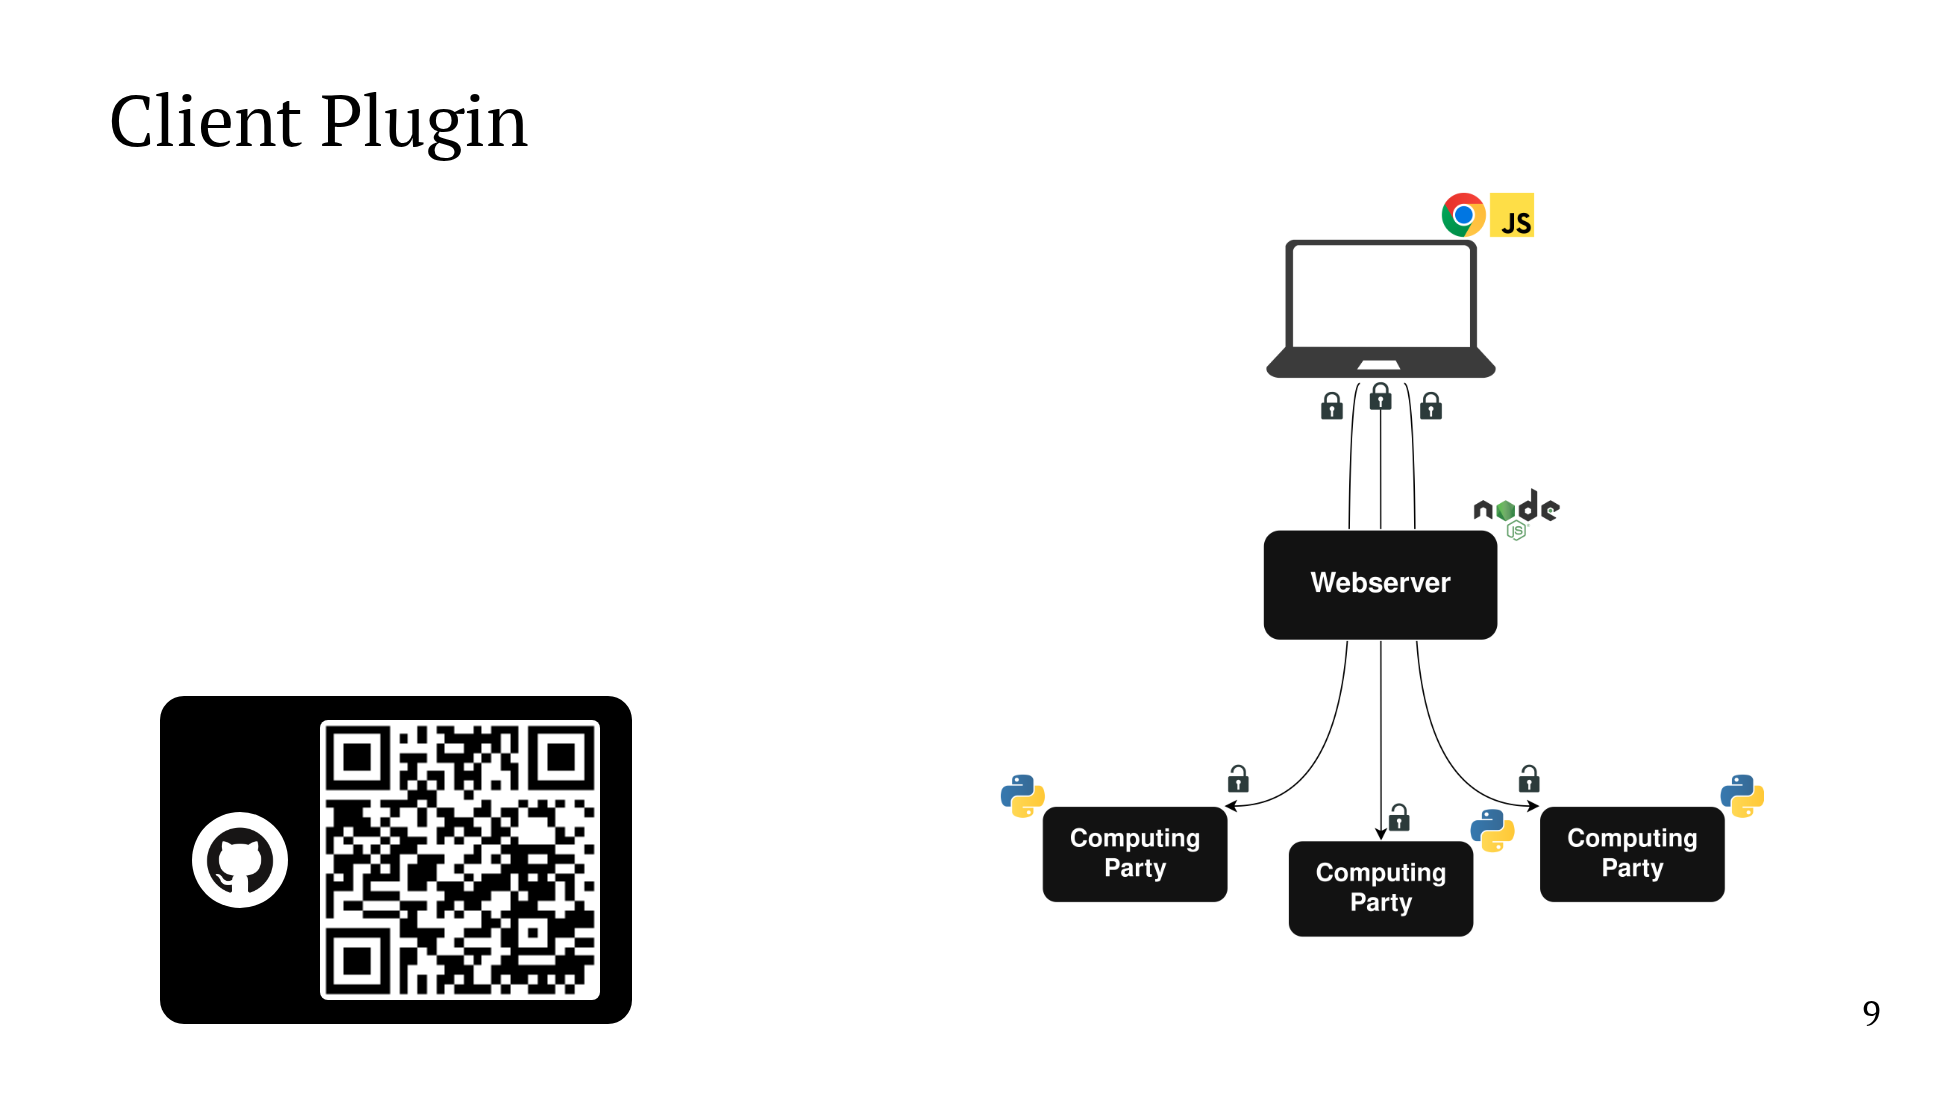 Client Plugin
JS
node
JS
Webserver
Computing
Party
Computing
Party
Computing
Party
9